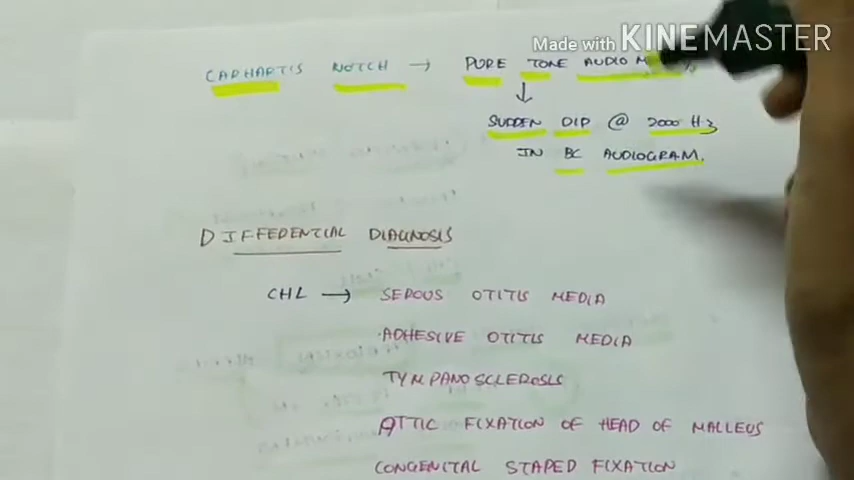 Made with KINEMASTER
CARHARTIS NOTCH → PURE TONE AUDIO
↓
SUDDEN DIP @ 2000 Hz
IN BC AUDIOGRAM.
DIFFERENTIAL DIAGNOSIS
CHL → SEROUS OTITIS MEDIA
ADHESIVE OTITIS MEDIA
TYMPANOSCLEROSIS
ATTIC FIXATION OF HEAD OF MALLEUS
CONGENITAL STAPED FIXATION